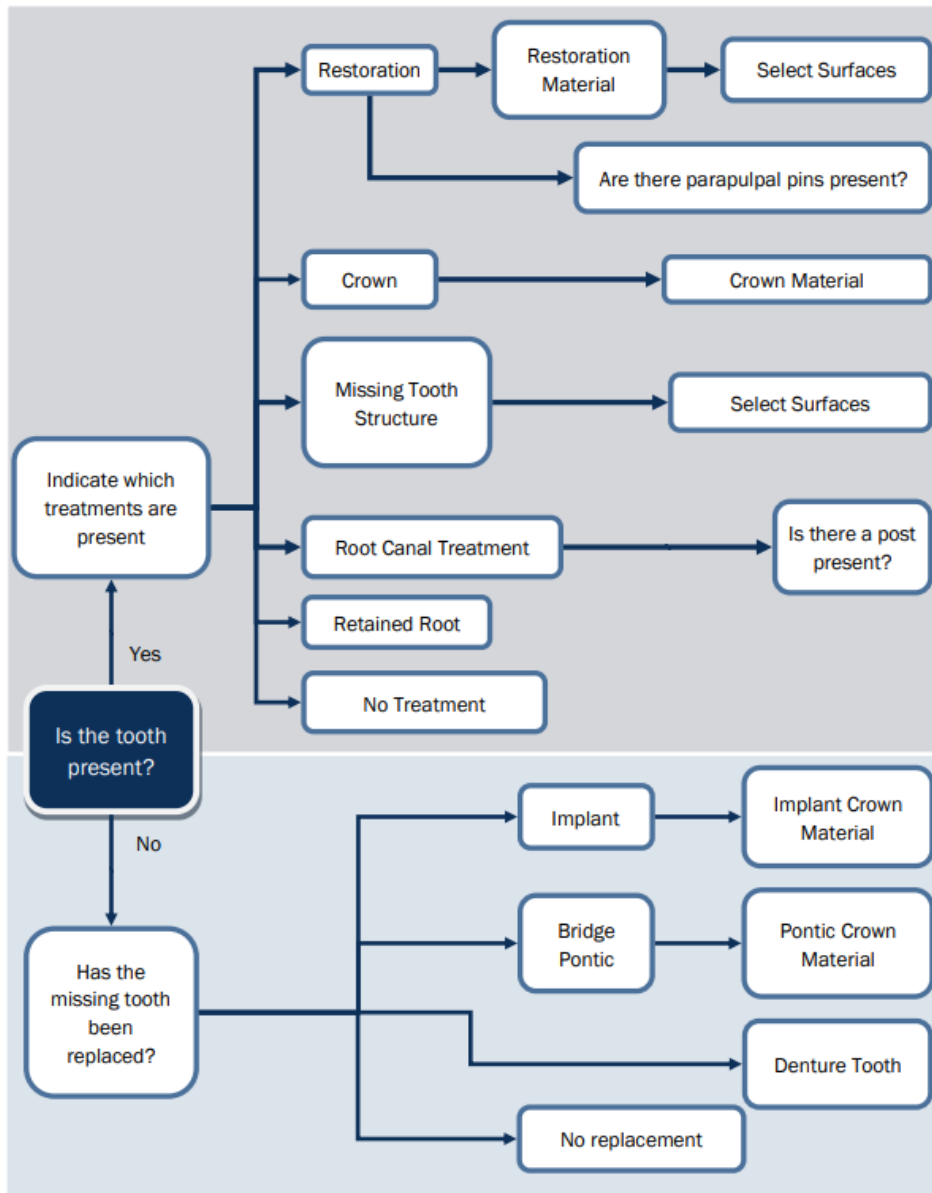 Restoration
Restoration
Material
Select Surfaces
Are there parapulpal pins present?
Crown
Crown Material
Missing Tooth
Structure
Select Surfaces
Indicate which
treatments are
present
Root Canal Treatment
Is there a post
present?
Retained Root
Yes
No Treatment
Is the tooth
present?
No
Implant
Implant Crown
Material
Bridge
Pontic
Pontic Crown
Material
Has the
missing tooth
been
replaced?
Denture Tooth
No replacement